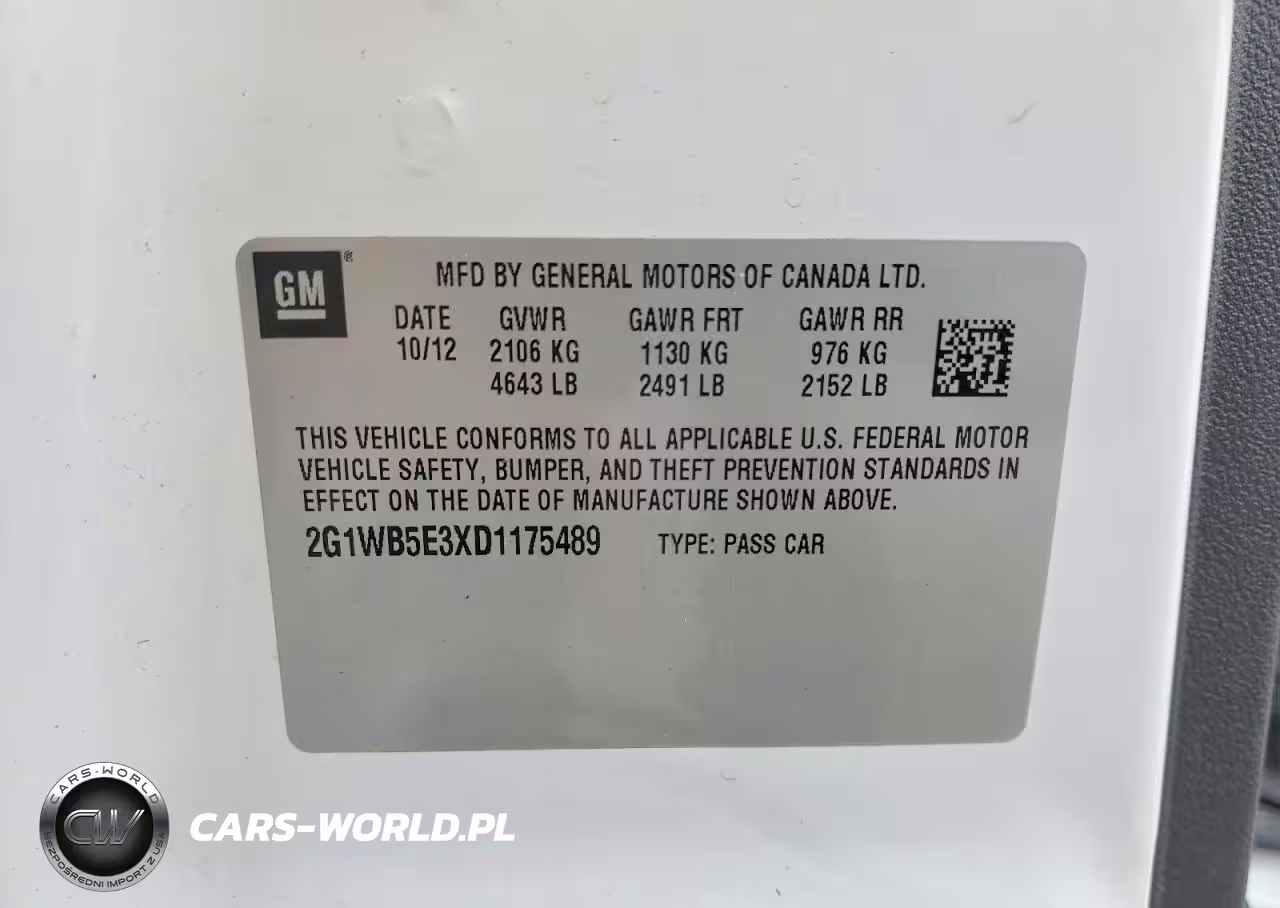 GM®
MFD BY GENERAL MOTORS OF CANADA LTD.
DATE GVWR GAWR FRT GAWR RR
10/12 2106 KG 1130 KG 976 KG
4643 LB 2491 LB 2152 LB
THIS VEHICLE CONFORMS TO ALL APPLICABLE U.S. FEDERAL MOTOR
VEHICLE SAFETY, BUMPER, AND THEFT PREVENTION STANDARDS IN
EFFECT ON THE DATE OF MANUFACTURE SHOWN ABOVE.
2G1WB5E3XD1175489 TYPE: PASS CAR
CARS-WORLD
CW
BEZPOŚREDNI IMPORT Z USA
CARS-WORLD.PL